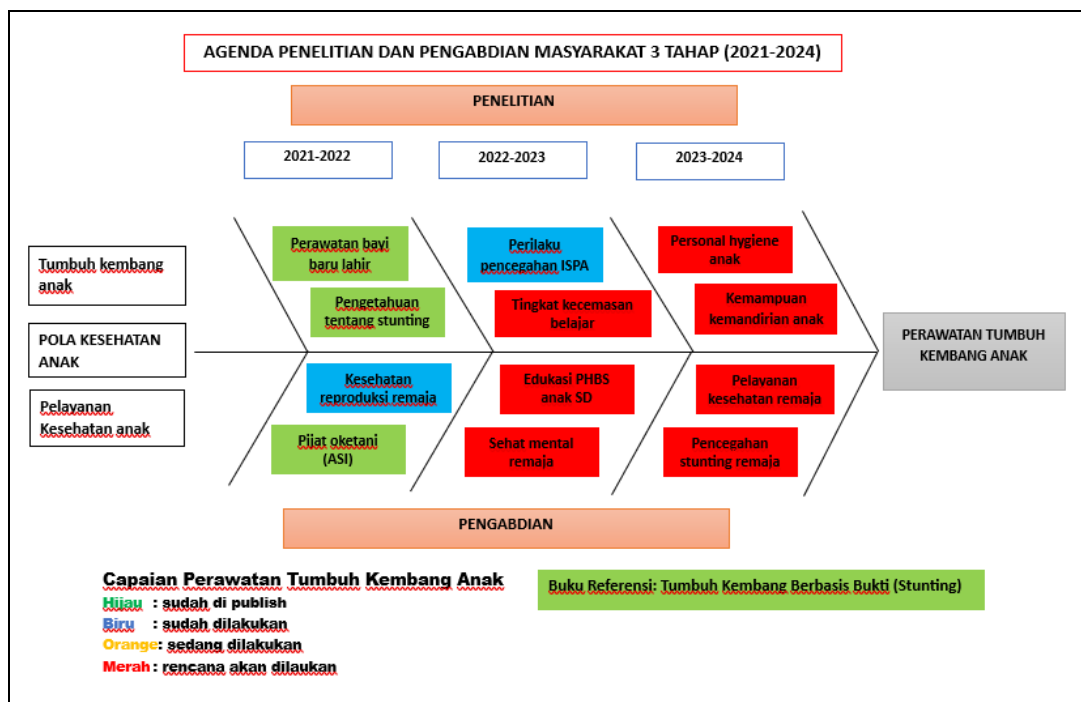 AGENDA PENELITIAN DAN PENGABDIAN MASYARAKAT 3 TAHAP (2021-2024)
PENELITIAN
2021-2022
2022-2023
2023-2024
Tumbuh kembang
anak
POLA KESEHATAN
ANAK
Pelayanan
Kesehatan anak
Perawatan bayi
baru lahir
Pengetahuan
tentang stunting
Kesehatan
reproduksi remaja
Pijat oketani
(ASI)
Perilaku
pencegahan ISPA
Tingkat kecemasan
belajar
Edukasi PHBS
anak SD
Sehat mental
remaja
Personal hygiene
anak
Kemampuan
kemandirian anak
Pelayanan
kesehatan remaja
Pencegahan
stunting remaja
PERAWATAN TUMBUH
KEMBANG ANAK
PENGABDIAN
Capaian Perawatan Tumbuh Kembang Anak
Hijau : sudah di publish
Biru : sudah dilakukan
Orange: sedang dilakukan
Merah : rencana akan dilaukan
Buku Referensi: Tumbuh Kembang Berbasis Bukti (Stunting)